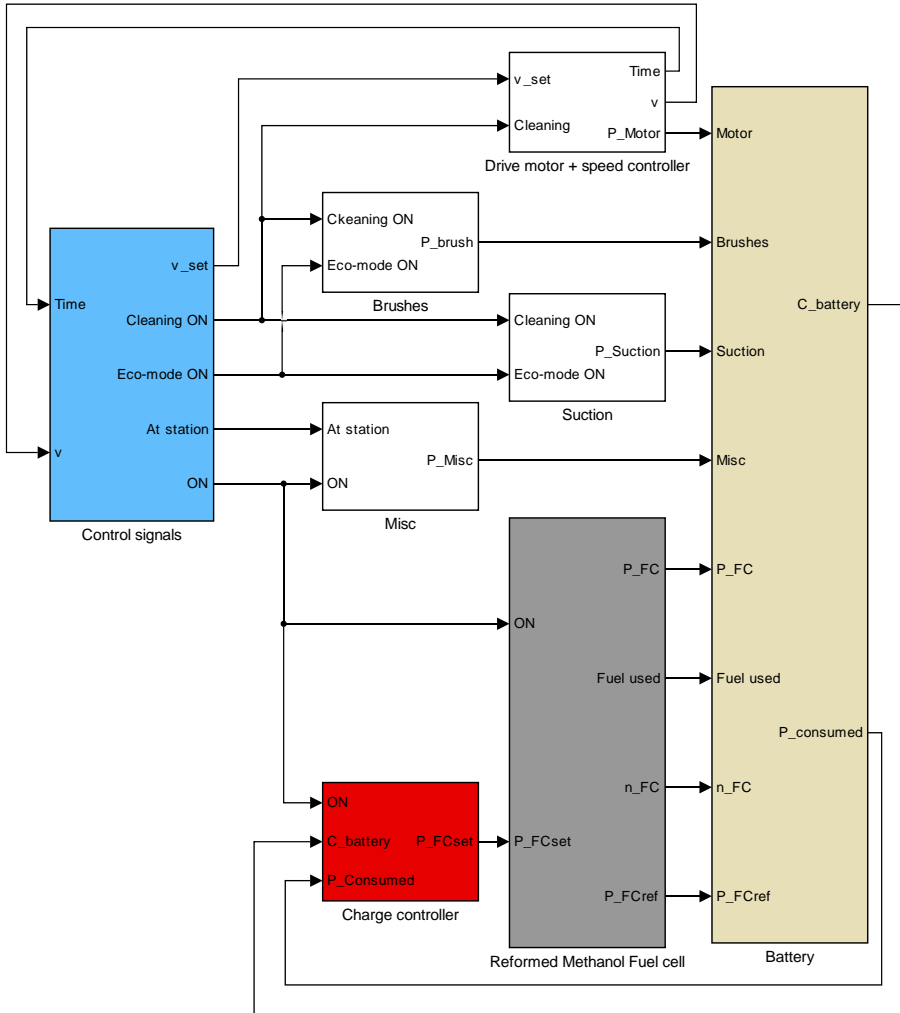 Time
v_set
v
Cleaning
P_Motor
Drive motor + speed controller
Motor
Ckeaning ON
P_brush
Eco-mode ON
Brushes
Brushes
v_set
Time
Cleaning ON
Eco-mode ON
At station
v
ON
Control signals
Cleaning ON
P_Suction
Eco-mode ON
Suction
Suction
C_battery
At station
P_Misc
ON
Misc
Misc
P_FC
P_FC
ON
Fuel used
Fuel used
P_consumed
n_FC
n_FC
ON
C_battery
P_FCset
P_FCset
P_Consumed
Charge controller
P_FCref
P_FCref
Reformed Methanol Fuel cell
Battery